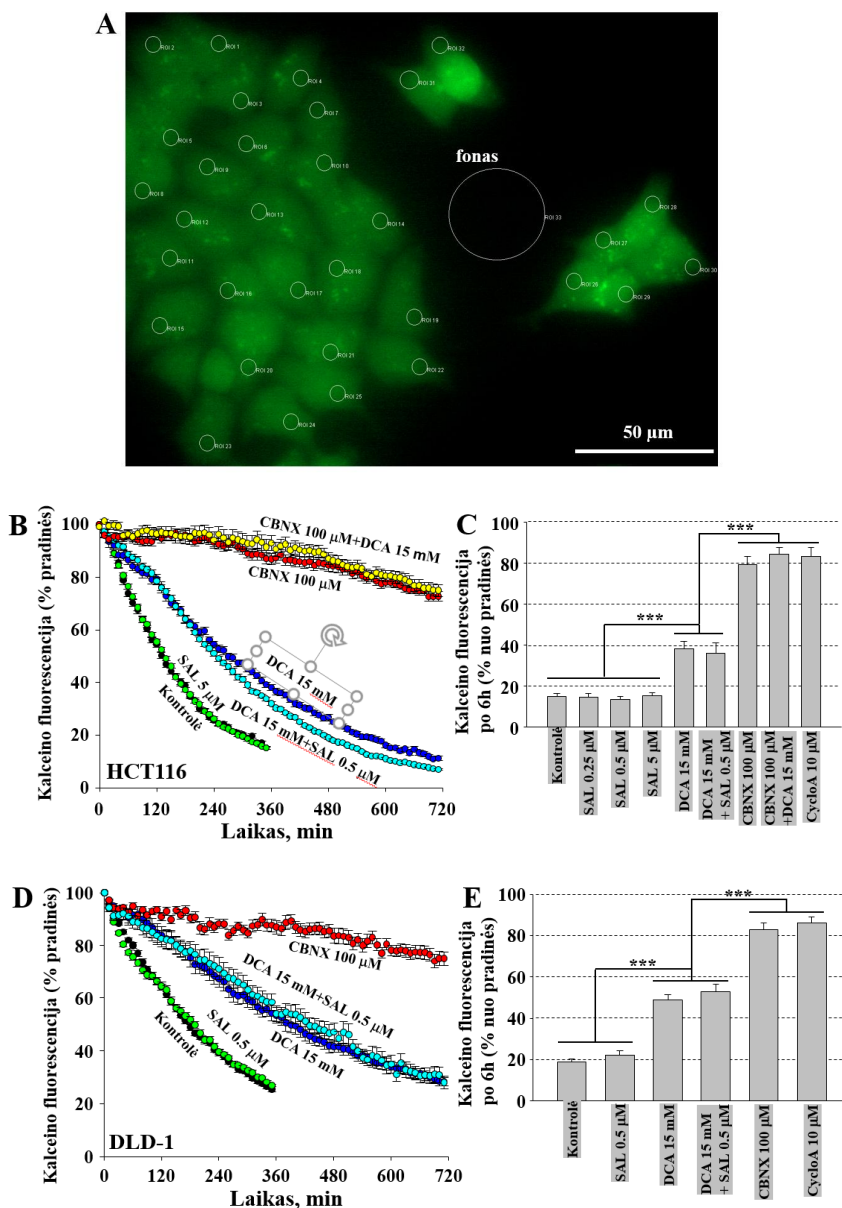 A
ROI 2
ROI 1
ROI 32
ROI 4
ROI 31
ROI 3
ROI 7
ROI 5
ROI 6
fonas
ROI 9
ROI 10
ROI 8
ROI 28
ROI 13
ROI 12
ROI 14
ROI 33
ROI 27
ROI 11
ROI 18
ROI 30
ROI 26
ROI 16
ROI 17
ROI 29
ROI 19
ROI 15
ROI 21
ROI 20
ROI 22
ROI 25
ROI 24
ROI 23
50 µm
B
Kalceino fluorescencija (% pradinės)
100
80
60
40
20
0
CBNX 100 µM+DCA 15 mM
CBNX 100 µM
DCA 15 mM
SAL 5 µM
Kontrolė
DCA 15 mM+SAL 0.5 µM
HCT116
0 120 240 360 480 600 720
Laikas, min
C
Kalceino fluorescencija
po 6h (% nuo pradinės)
100
80
60
40
20
0
***
***
Kontrolė
SAL 0.25 µM
SAL 0.5 µM
SAL 5 µM
DCA 15 mM
DCA 15 mM
+ SAL 0.5 µM
CBNX 100 µM
CBNX 100 µM
+DCA 15 mM
CycloA 10 µM
D
Kalceino fluorescencija (% pradinės)
100
80
60
40
20
0
CBNX 100 µM
DCA 15 mM+SAL 0.5 µM
SAL 0.5 µM
DCA 15 mM
Kontrolė
DLD-1
0 120 240 360 480 600 720
Laikas, min
E
Kalceino fluorescencija
po 6h (% nuo pradinės)
100
80
60
40
20
0
***
***
Kontrolė
SAL 0.5 µM
DCA 15 mM
DCA 15 mM
+ SAL 0.5 µM
CBNX 100 µM
CycloA 10 µM